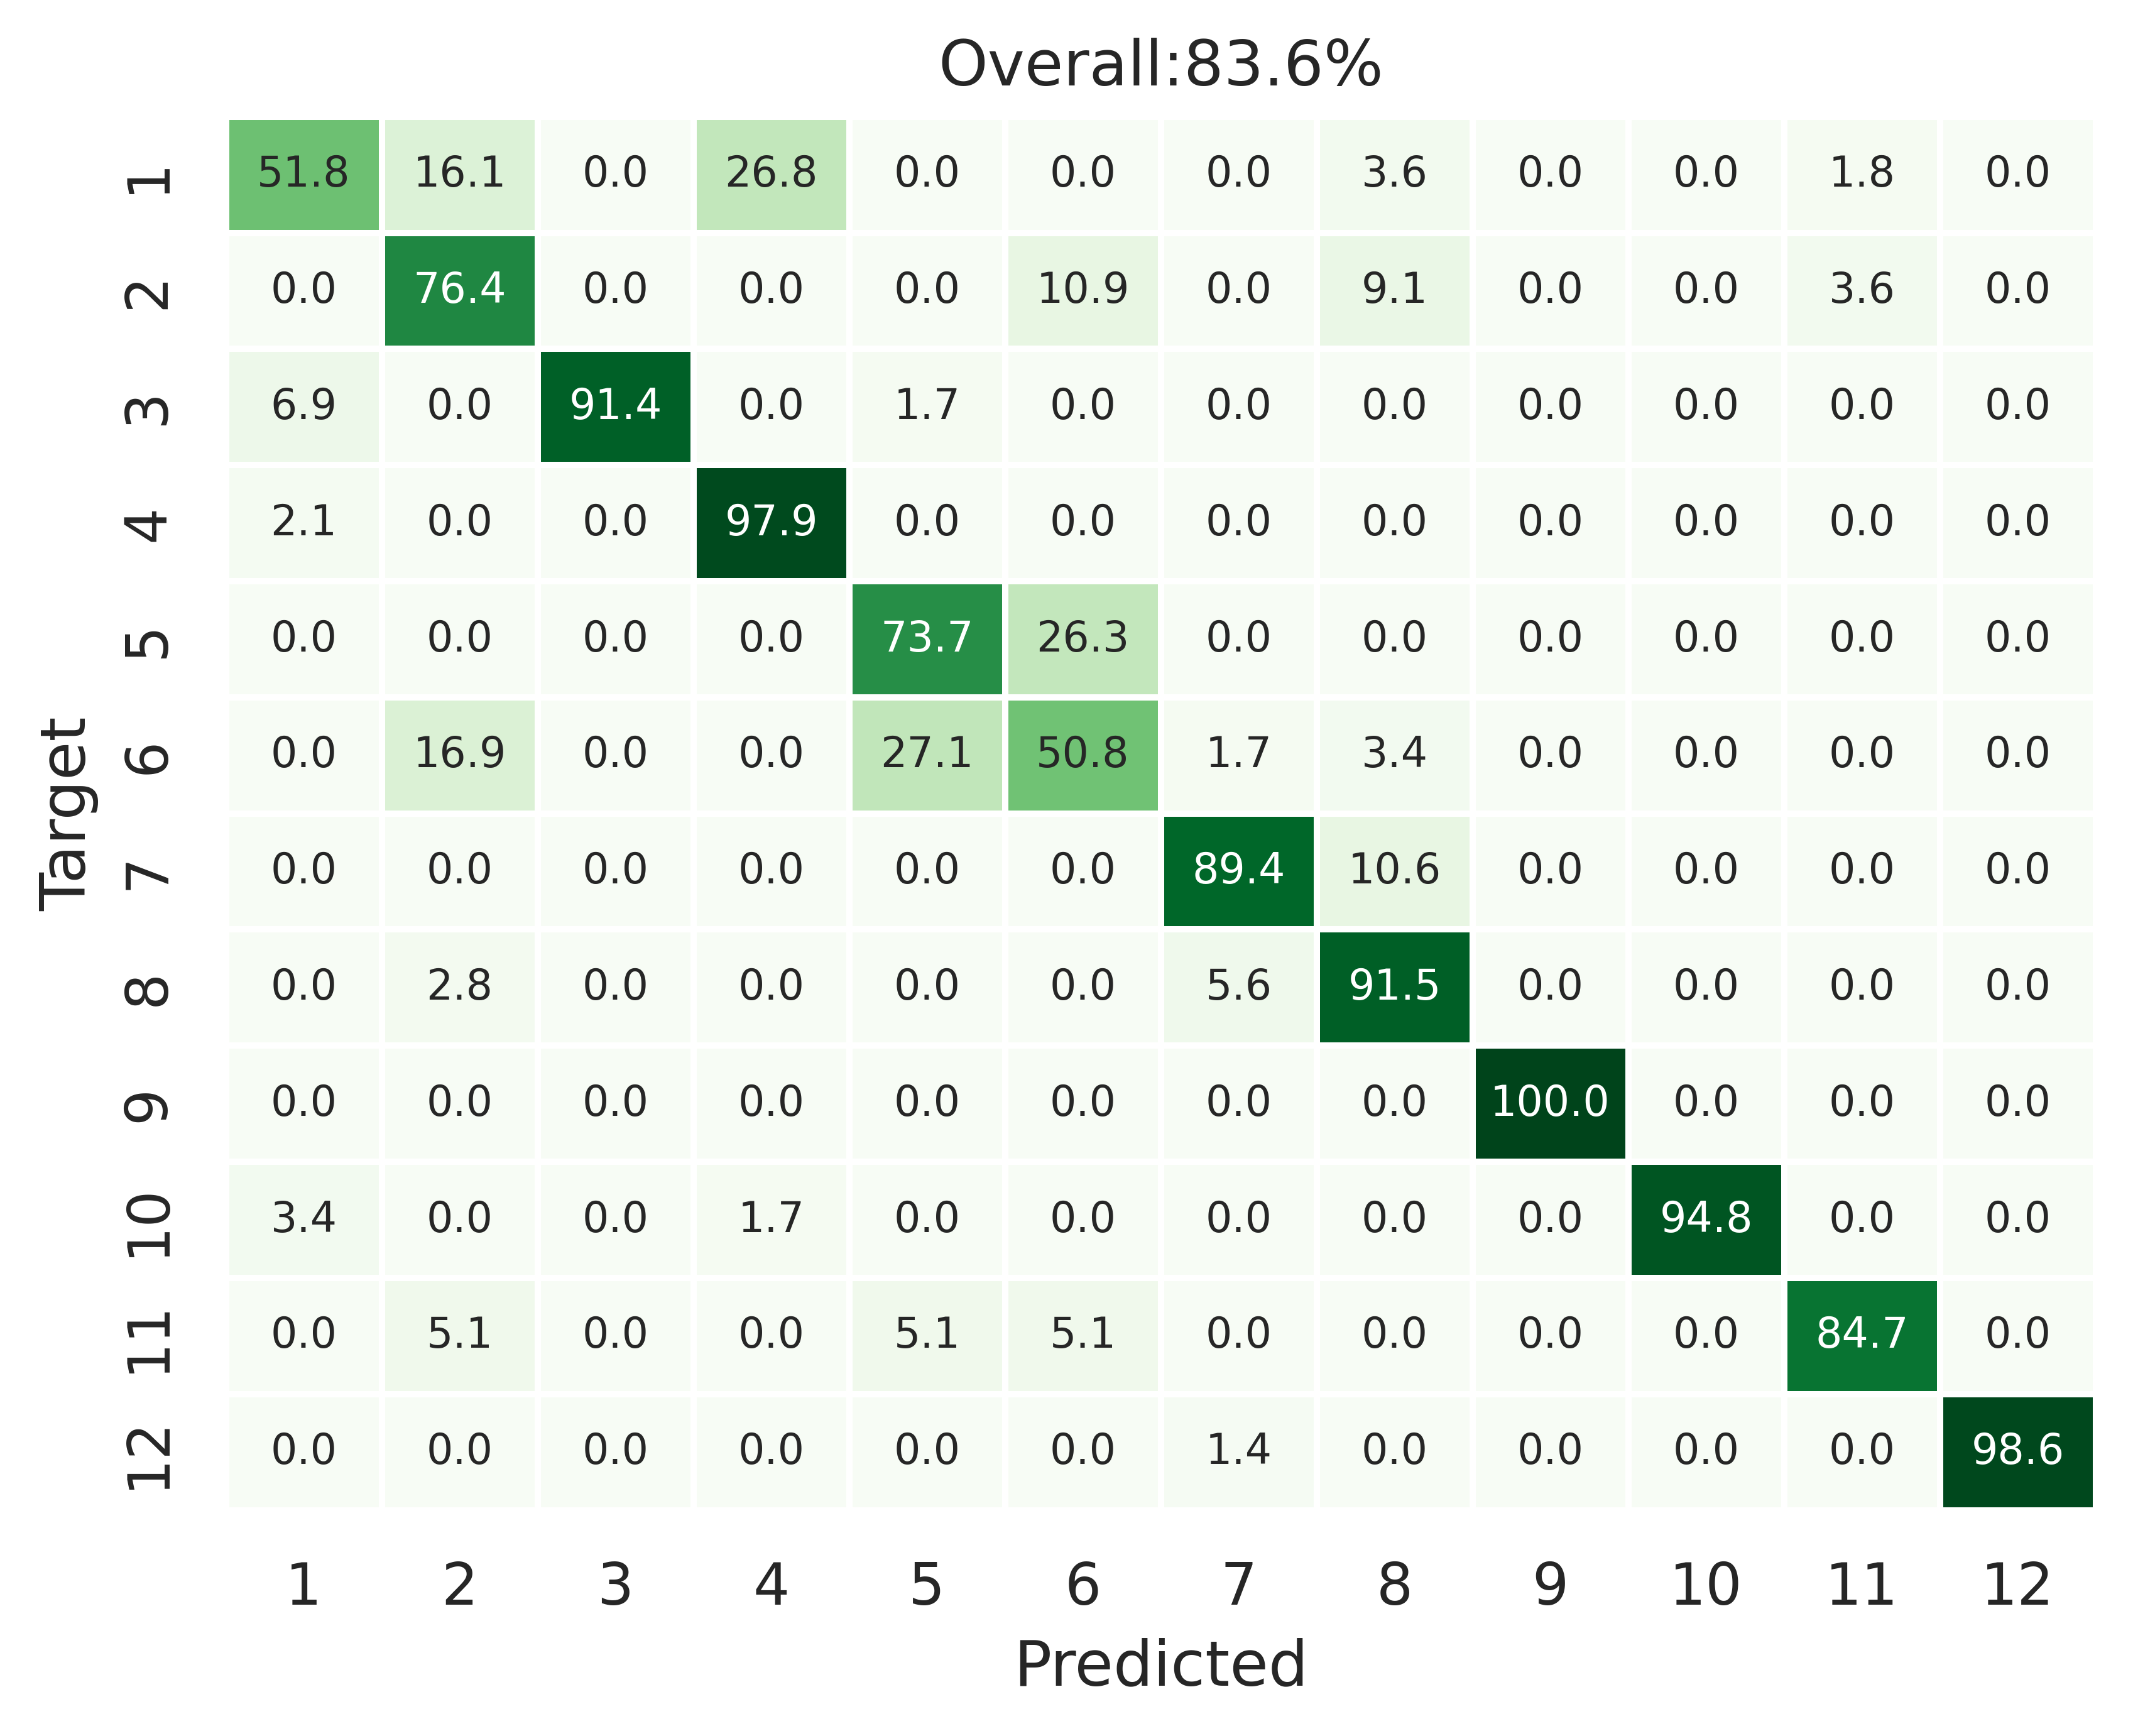 Overall:83.6%
1 51.8 16.1 0.0 26.8 0.0 0.0 0.0 3.6 0.0 0.0 1.8 0.0
2 0.0 76.4 0.0 0.0 0.0 10.9 0.0 9.1 0.0 0.0 3.6 0.0
3 6.9 0.0 91.4 0.0 1.7 0.0 0.0 0.0 0.0 0.0 0.0 0.0
4 2.1 0.0 0.0 97.9 0.0 0.0 0.0 0.0 0.0 0.0 0.0 0.0
5 0.0 0.0 0.0 0.0 73.7 26.3 0.0 0.0 0.0 0.0 0.0 0.0
6 0.0 16.9 0.0 0.0 27.1 50.8 1.7 3.4 0.0 0.0 0.0 0.0
Target
7 0.0 0.0 0.0 0.0 0.0 0.0 89.4 10.6 0.0 0.0 0.0 0.0
8 0.0 2.8 0.0 0.0 0.0 0.0 5.6 91.5 0.0 0.0 0.0 0.0
9 0.0 0.0 0.0 0.0 0.0 0.0 0.0 0.0 100.0 0.0 0.0 0.0
10 3.4 0.0 0.0 1.7 0.0 0.0 0.0 0.0 0.0 94.8 0.0 0.0
11 0.0 5.1 0.0 0.0 5.1 5.1 0.0 0.0 0.0 0.0 84.7 0.0
12 0.0 0.0 0.0 0.0 0.0 0.0 1.4 0.0 0.0 0.0 0.0 98.6
1 2 3 4 5 6 7 8 9 10 11 12
Predicted